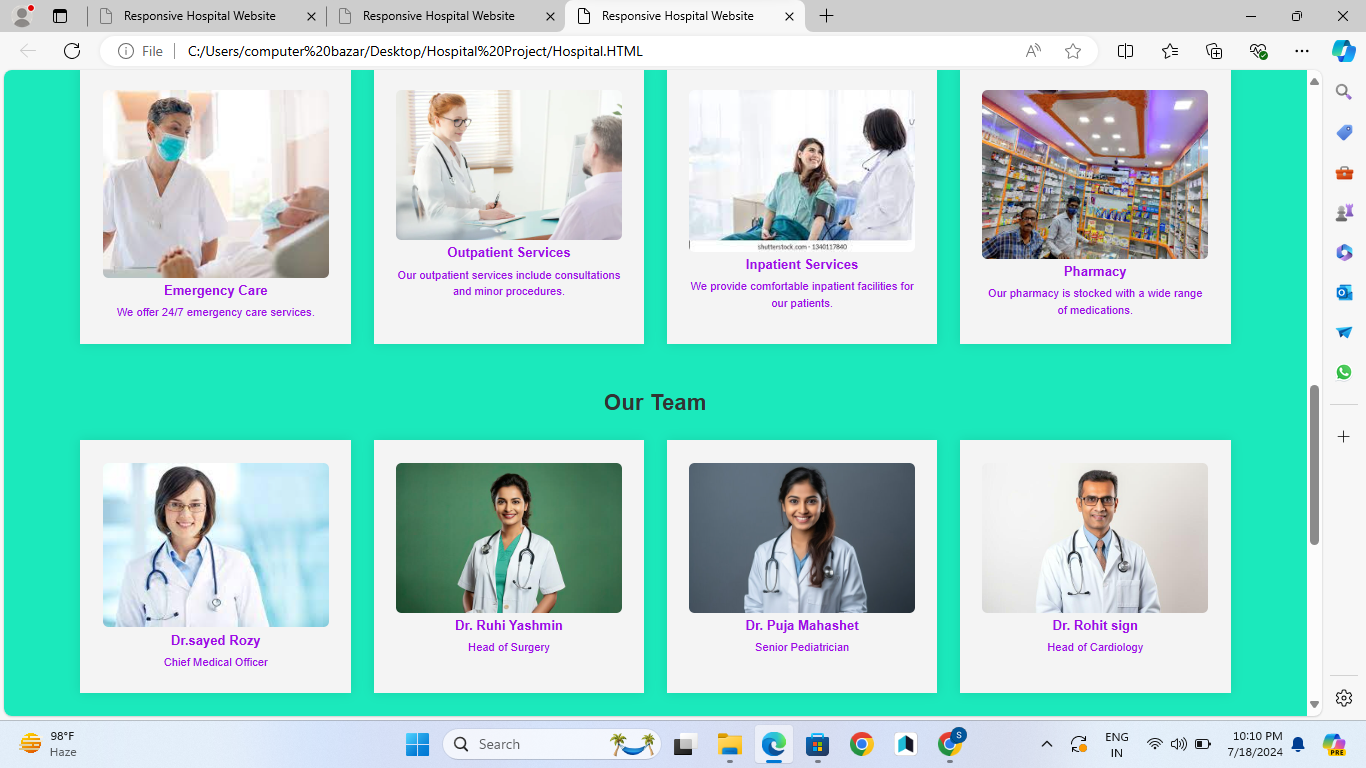 Responsive Hospital Website
Responsive Hospital Website
Responsive Hospital Website
File
C:/Users/computer%20bazar/Desktop/Hospital%20Project/Hospital.HTML
shutterstock.com · 1340117840
Emergency Care
We offer 24/7 emergency care services.
Outpatient Services
Our outpatient services include consultations
and minor procedures.
Inpatient Services
We provide comfortable inpatient facilities for
our patients.
Pharmacy
Our pharmacy is stocked with a wide range
of medications.
Our Team
Dr.sayed Rozy
Chief Medical Officer
Dr. Ruhi Yashmin
Head of Surgery
Dr. Puja Mahashet
Senior Pediatrician
Dr. Rohit sign
Head of Cardiology
98°F
Haze
Search
S
ENG
IN
10:10 PM
7/18/2024
PRE